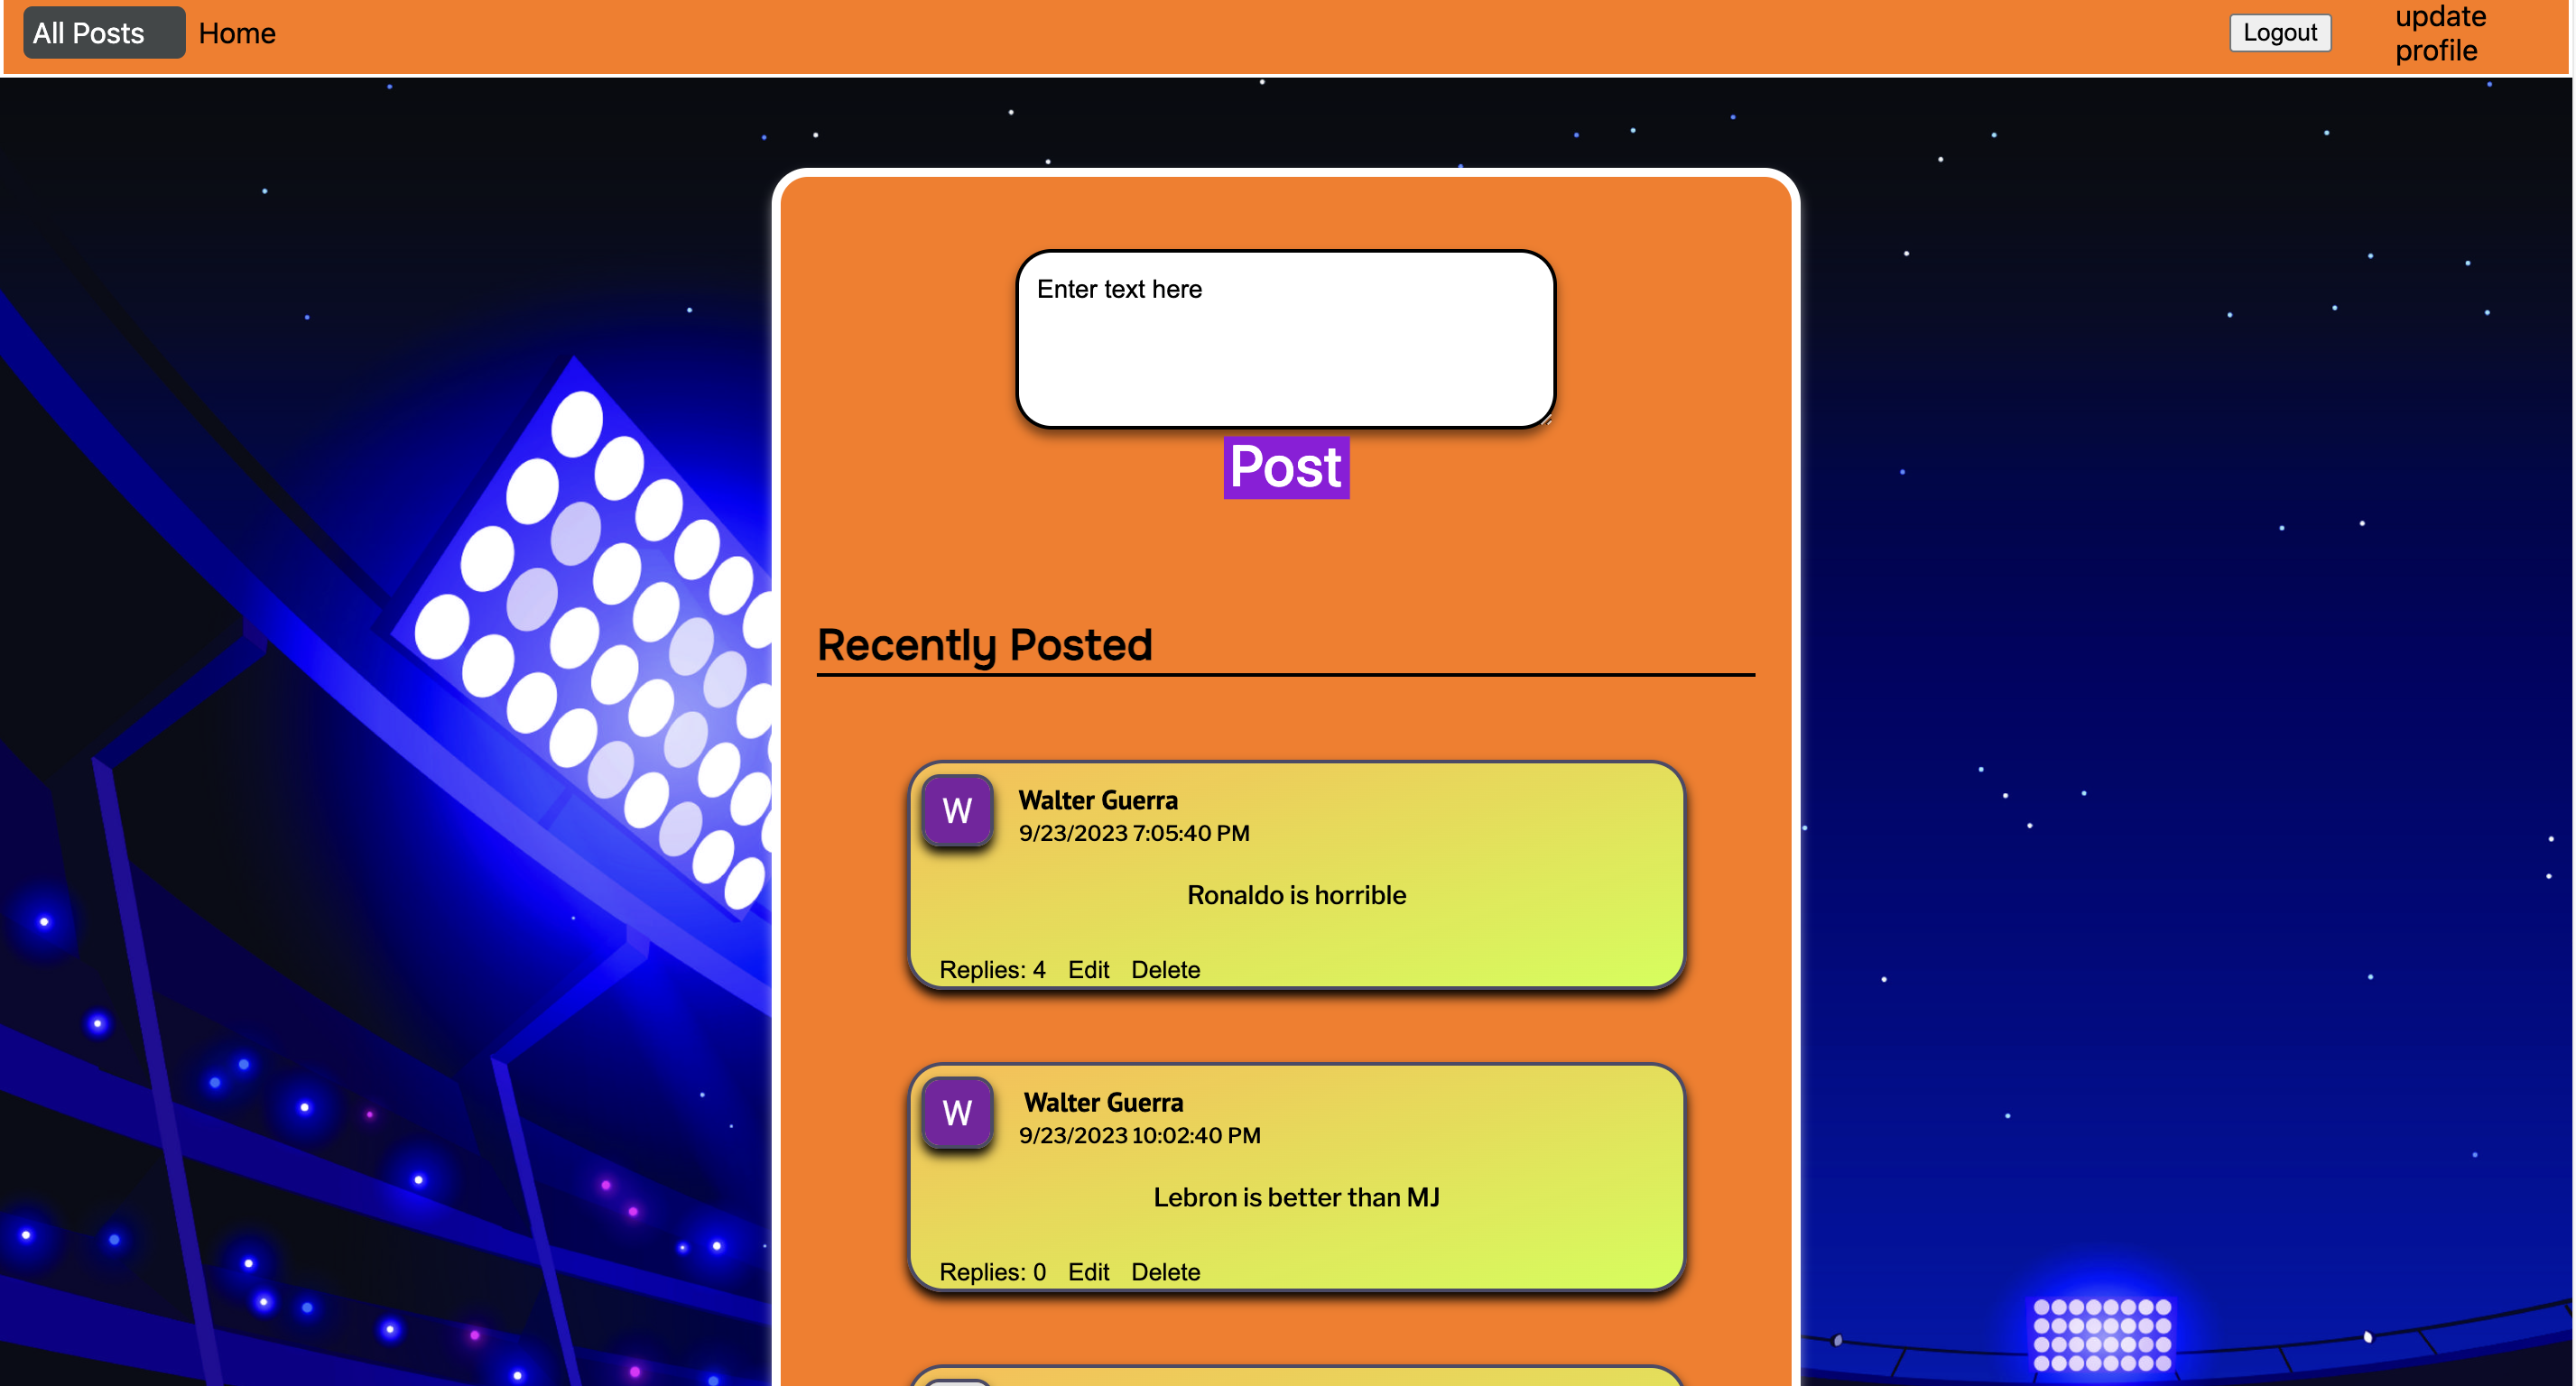 All Posts Home Logout update
profile
Enter text here
Post
Recently Posted
W Walter Guerra
9/23/2023 7:05:40 PM
Ronaldo is horrible
Replies: 4 Edit Delete
W Walter Guerra
9/23/2023 10:02:40 PM
Lebron is better than MJ
Replies: 0 Edit Delete